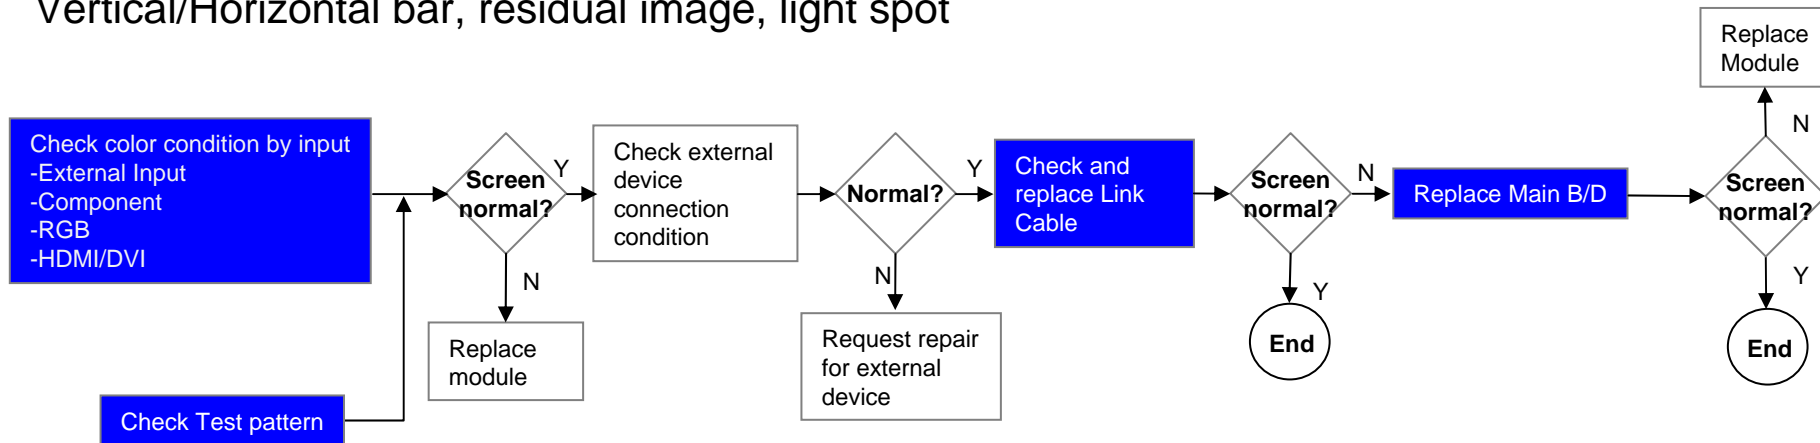 Vertical/Horizontal bar, residual image, light spot
Check color condition by input
-External Input
-Component
-RGB
-HDMI/DVI
Check Test pattern
Screen
normal?
Y
N
Replace
module
Check external
device
connection
condition
Normal?
Y
N
Request repair
for external
device
Check and
replace Link
Cable
Screen
normal?
N
Y
End
Replace Main B/D
Screen
normal?
N
Replace
Module
Y
End